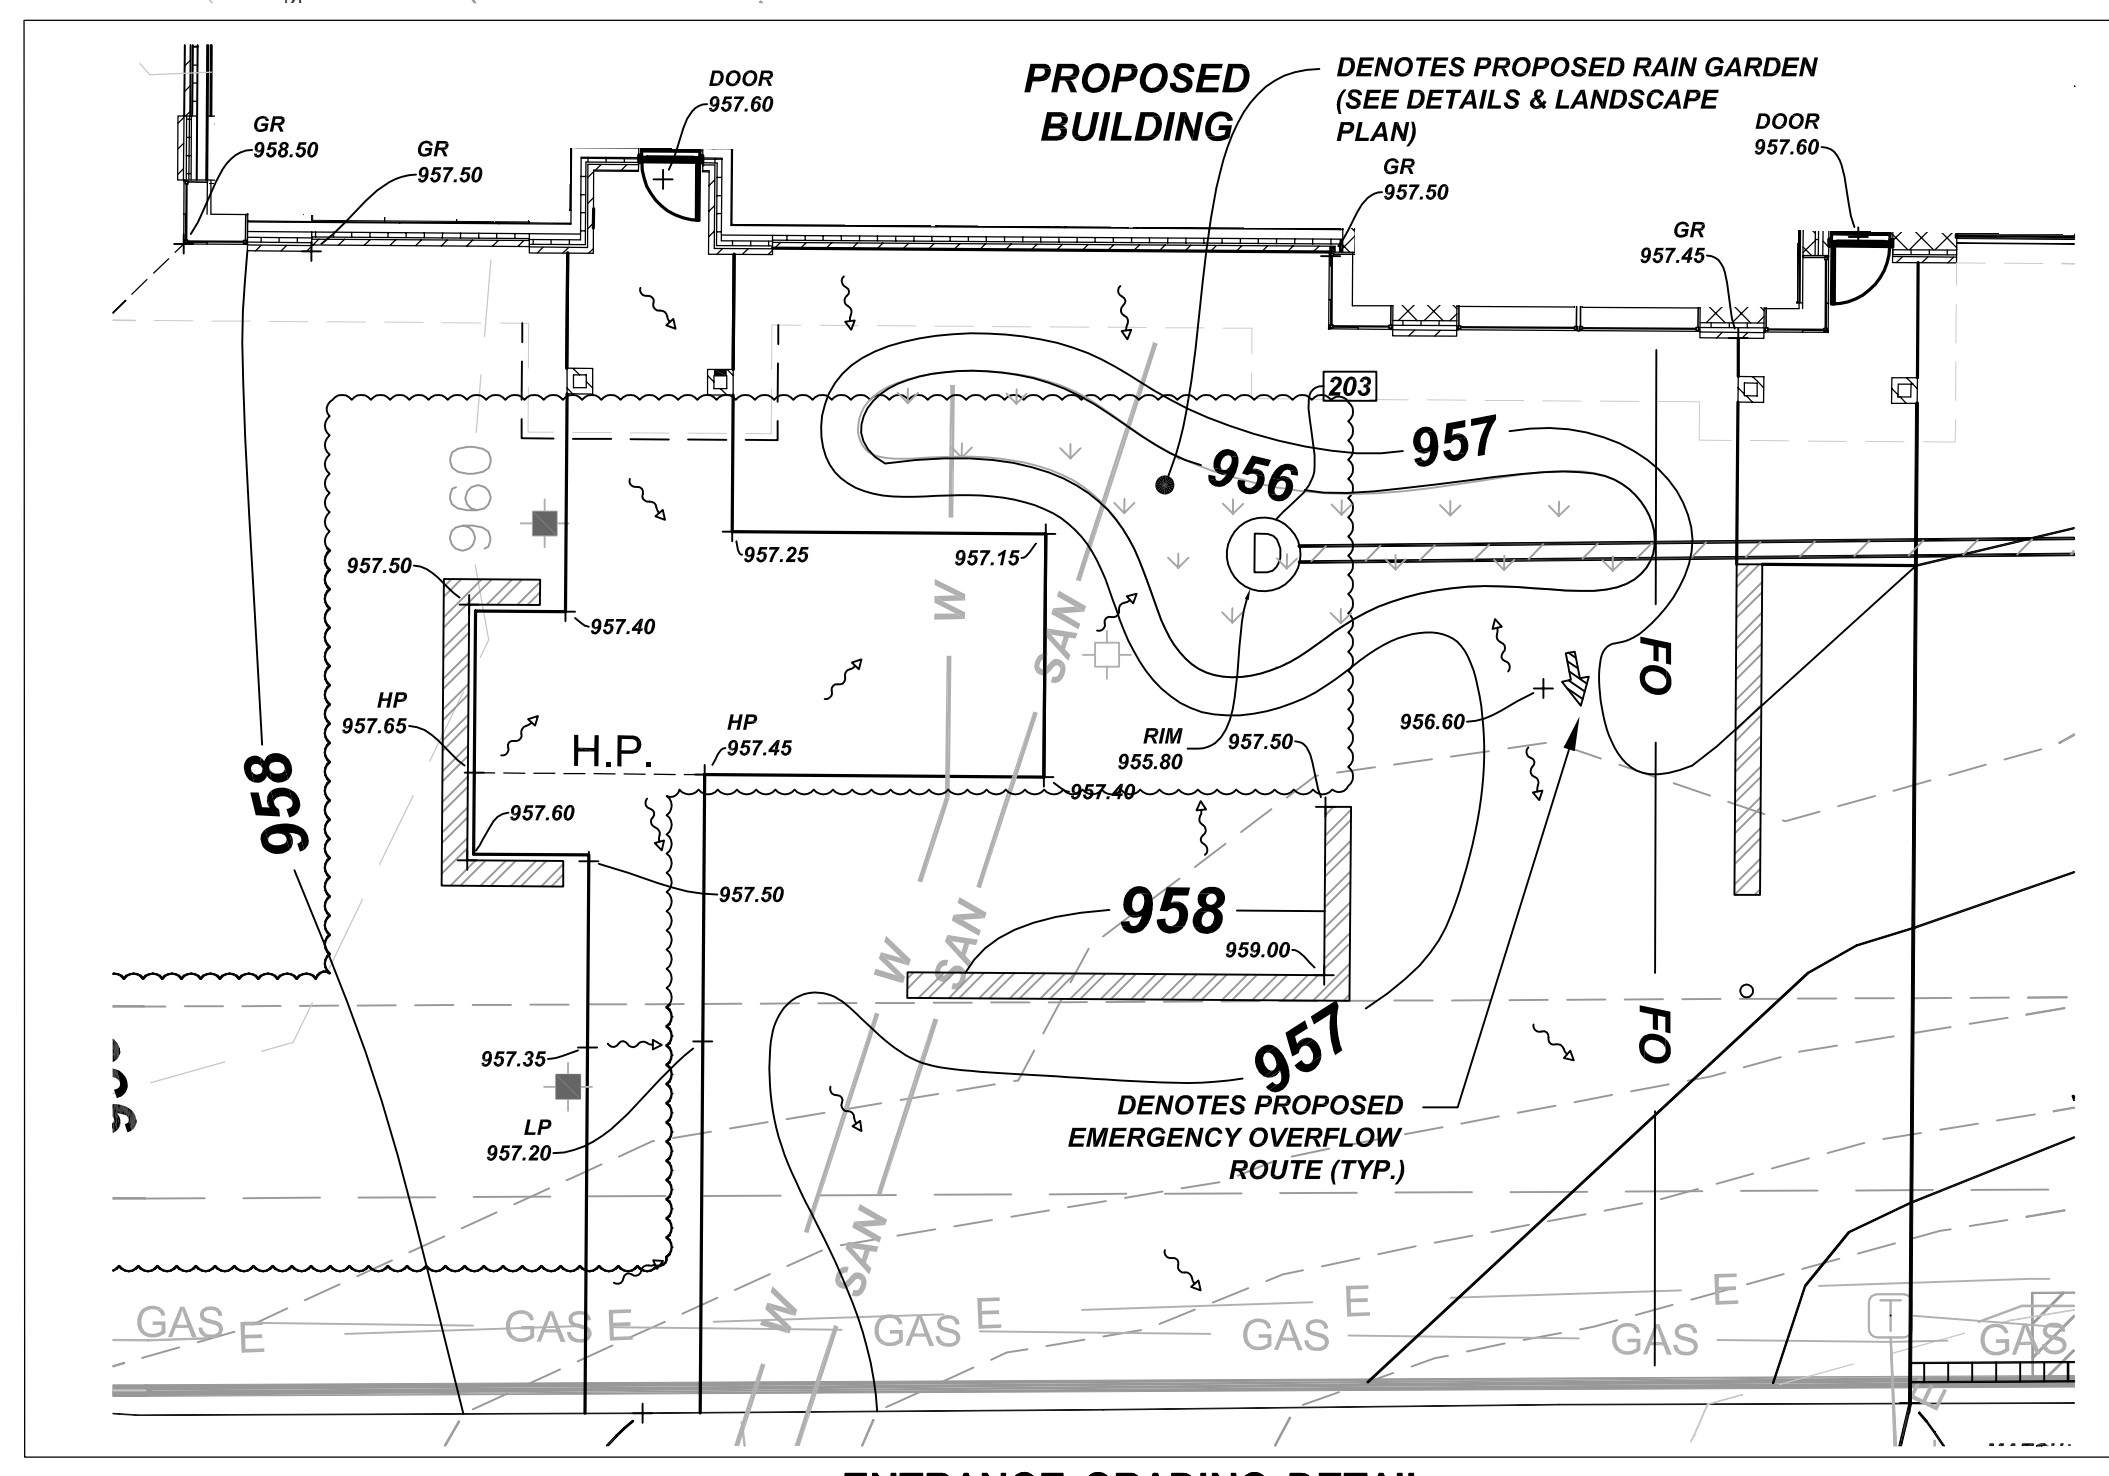 PROPOSED
BUILDING
DENOTES PROPOSED RAIN GARDEN
(SEE DETAILS & LANDSCAPE
PLAN)
DOOR
957.60
DOOR
957.60
GR
958.50
GR
957.50
GR
957.50
GR
957.45
203
957
956
960
D
957.25
957.15
957.50
957.40
W
SAN
FO
HP
957.65
H.P.
HP
957.45
956.60
RIM
955.80
957.50
957.40
958
957.60
957.50
958
959.00
W
SAN
957
FO
957.35
LP
957.20
DENOTES PROPOSED
EMERGENCY OVERFLOW
ROUTE (TYP.)
SAN
W
GAS
E
GAS
E
GAS
E
GAS
E
GAS
E
T
GAS
E
ENTRANCE GRADING DETAIL